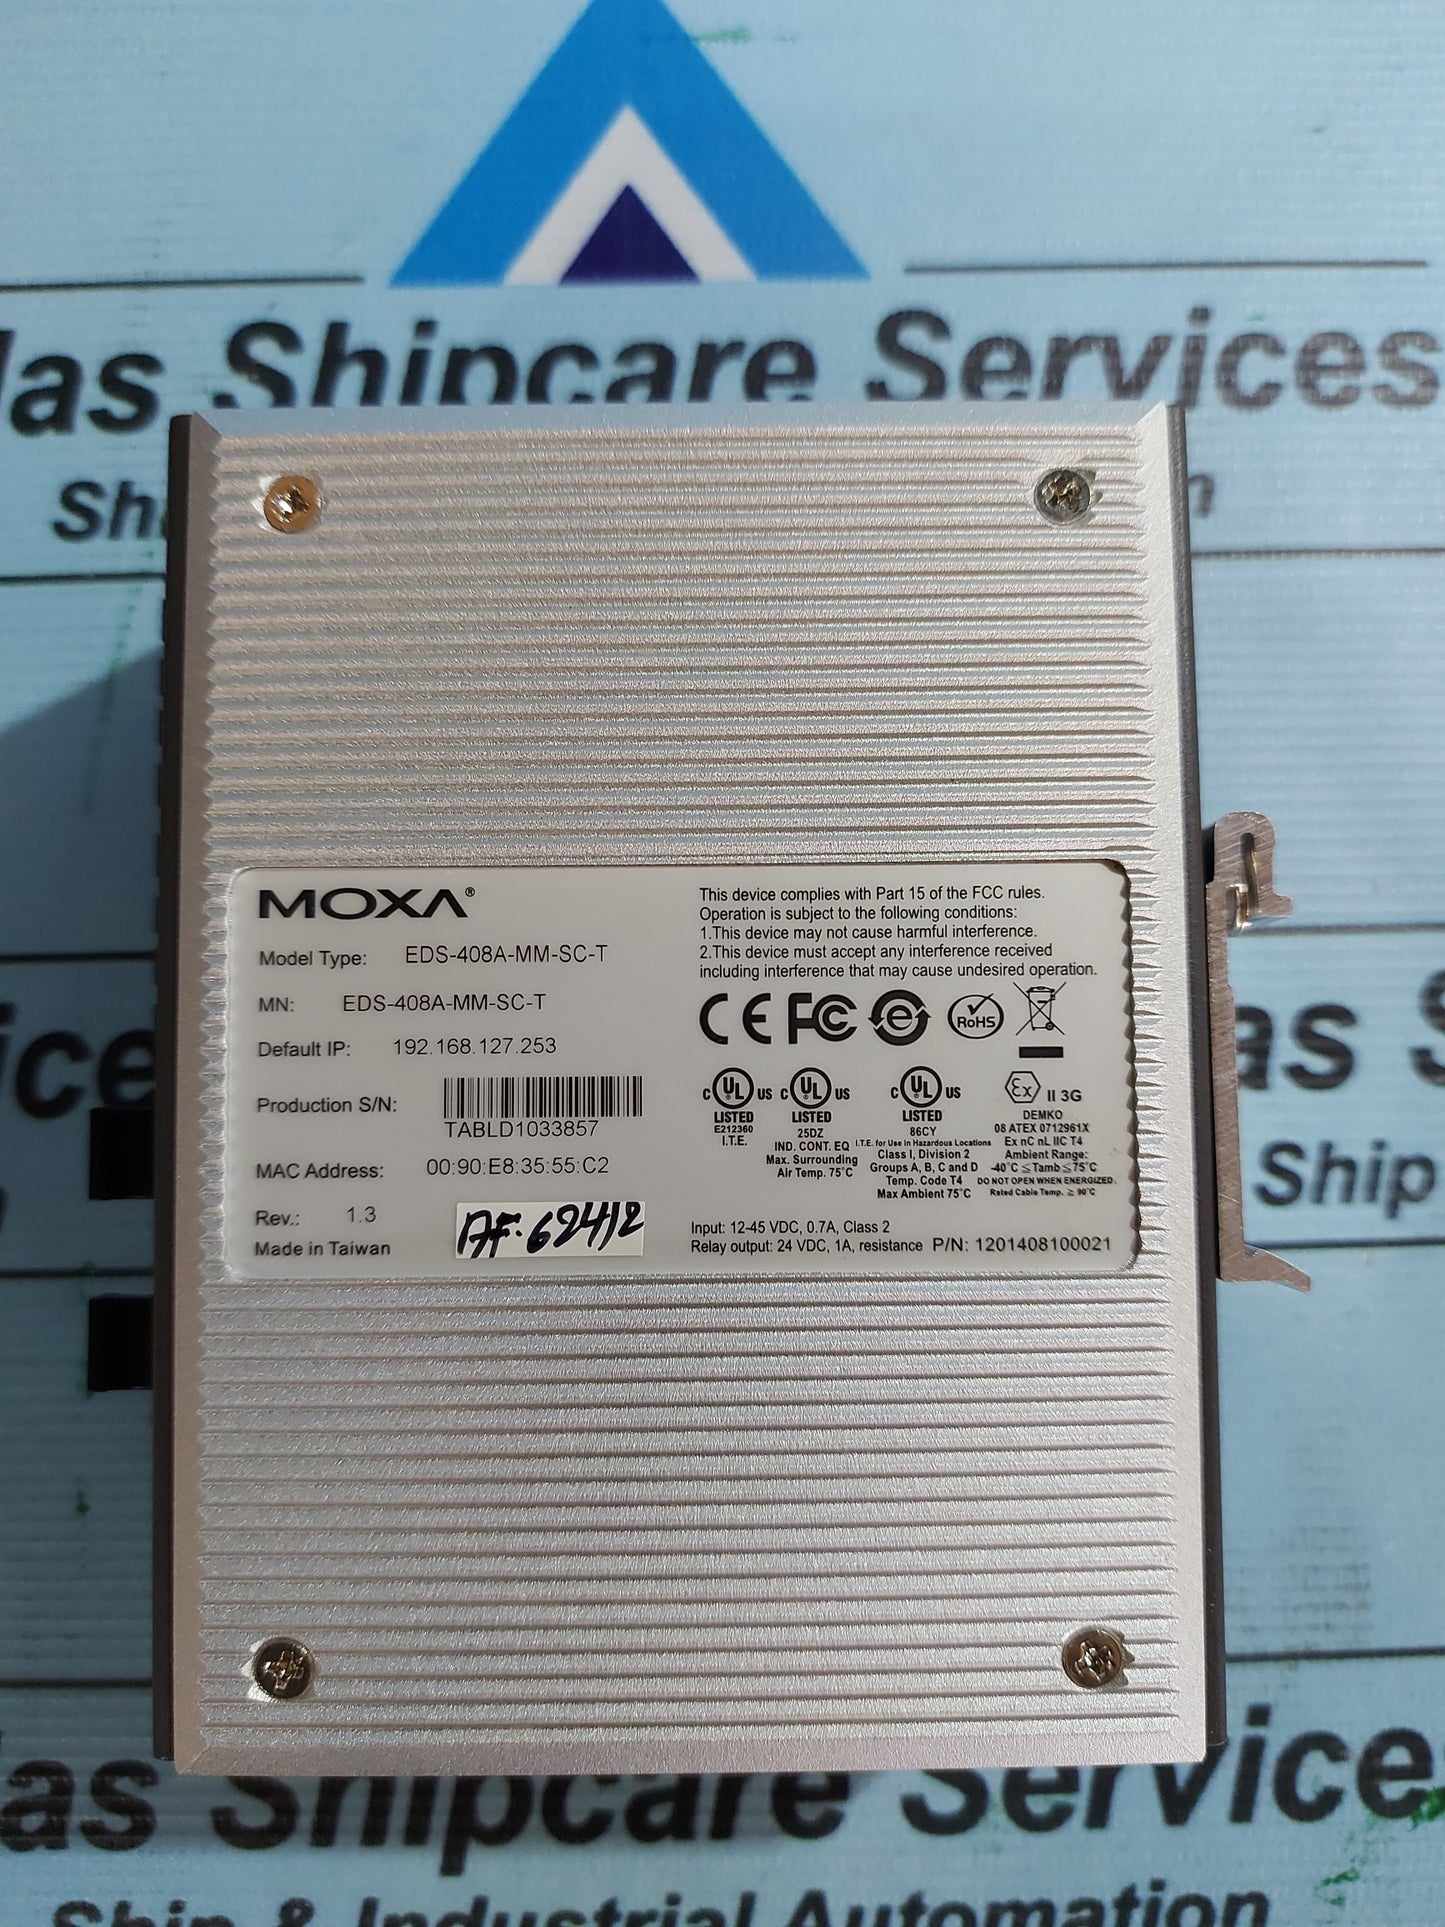 las Shipcare Services
Sh
MOXA®
Model Type: EDS-408A-MM-SC-T
MN: EDS-408A-MM-SC-T
Default IP: 192.168.127.253
Production S/N:
TABLD1033857
MAC Address: 00:90:E8:35:55:C2
Rev.: 1.3
Made in Taiwan
AF-62412
This device complies with Part 15 of the FCC rules.
Operation is subject to the following conditions:
1.This device may not cause harmful interference.
2.This device must accept any interference received
including interference that may cause undesired operation.
CE FC e RoHS
c UL us
LISTED
E212360
I.T.E.
c UL us
LISTED
25DZ
IND. CONT. EQ
Max. Surrounding
Air Temp. 75°C
c UL us
LISTED
86CY
I.T.E. for Use in Hazardous Locations
Class I, Division 2
Groups A, B, C and D
Temp. Code T4
Max Ambient 75°C
Ex II 3G
DEMKO
08 ATEX 0712961X
Ex nC nL IIC T4
Ambient Range:
-40°C ≤Tamb≤75°C
DO NOT OPEN WHEN ENERGIZED.
Rated Cable Temp. ≥ 90°C
Input: 12-45 VDC, 0.7A, Class 2
Relay output: 24 VDC, 1A, resistance P/N: 1201408100021
ice
as S
Ship
as Shipcare Service
Ship & Industrial Automation